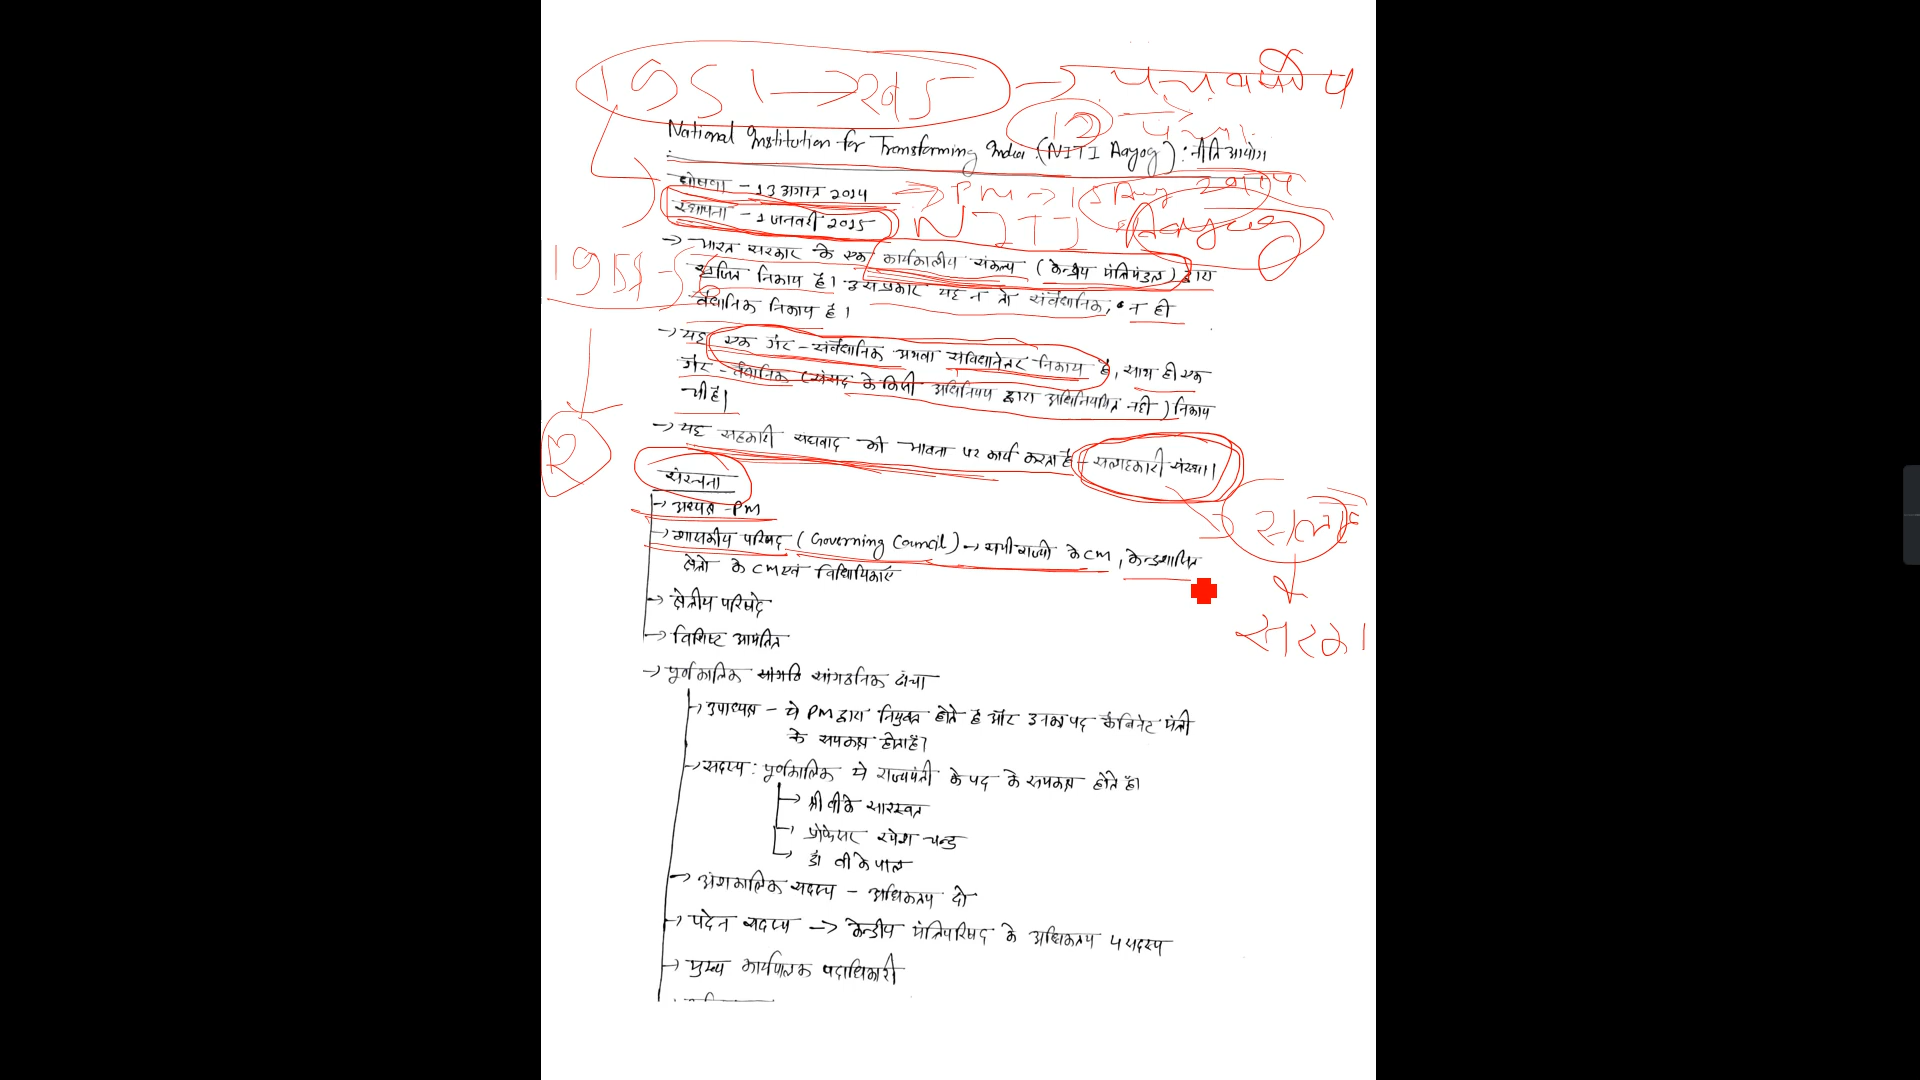 1951 → 2015 → पंचवर्षीय
12 →
National Institution for Transforming India (NITI Aayog) : नीति आयोग
घोषणा - 13 अगस्त 2014 → PM → 15 Aug 2014
स्थापना - 1 जनवरी 2015 NITI Aayog
→ भारत सरकार के एक कार्यकालीय संकल्प (केन्द्रीय मंत्रिमंडल) द्वारा
सृजित निकाय है। इस प्रकार यह न तो संवैधानिक, न ही
वैधानिक निकाय है।
→ यह एक गैर-संवैधानिक अथवा संविधानेत्तर निकाय है, साथ ही एक
गैर-वैधानिक (संसद के किसी अधिनियम द्वारा अधिनियमित नहीं) निकाय
भी है।
→ यह सहकारी संघवाद की भावना पर कार्य करता है - सलाहकारी संस्था।
संरचना
→ अध्यक्ष - PM
→ शासकीय परिषद (Governing Council) → सभी राज्यों के CM, केन्द्रशासित
क्षेत्रों के CM एवं विधायिकाएँ
→ क्षेत्रीय परिषदे
→ विशिष्ट आमंत्रित
→ पूर्णकालिक सांगठनिक ढांचा
→ उपाध्यक्ष - ये PM द्वारा नियुक्त होते है और उनका पद कैबिनेट मंत्री
के समकक्ष होता है।
→ सदस्य : पूर्णकालिक ये राज्यमंत्री के पद के समकक्ष होते है।
→ श्री वी के सारस्वत
→ प्रोफेसर रमेश चन्द
→ डॉ वी के पाल
→ अंशकालिक सदस्य - अधिकतम दो
→ पदेन सदस्य → केन्द्रीय मंत्रिपरिषद के अधिकतम 4 सदस्य
→ मुख्य कार्यपालक पदाधिकारी